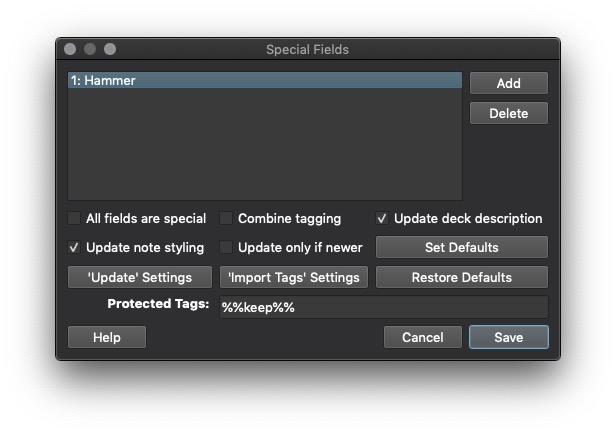 Special Fields
1: Hammer
Add
Delete
All fields are special Combine tagging Update deck description
Update note styling Update only if newer Set Defaults
'Update' Settings 'Import Tags' Settings Restore Defaults
Protected Tags: %%keep%%
Help Cancel Save